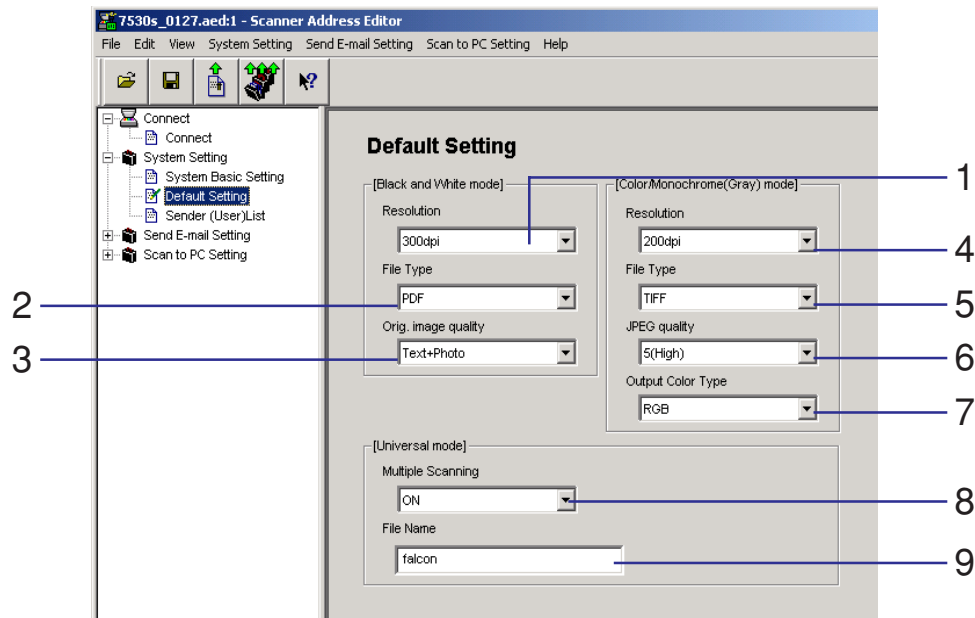 7530s_0127.aed:1 - Scanner Address Editor
File Edit View System Setting Send E-mail Setting Scan to PC Setting Help
Connect
Connect
System Setting
System Basic Setting
Default Setting
Sender (User)List
Send E-mail Setting
Scan to PC Setting
Default Setting
[Black and White mode]
Resolution
300dpi
1
File Type
2
PDF
Orig. image quality
3
Text+Photo
[Color/Monochrome(Gray) mode]
Resolution
200dpi
4
File Type
TIFF
5
JPEG quality
5(High)
6
Output Color Type
RGB
7
[Universal mode]
Multiple Scanning
ON
8
File Name
falcon
9